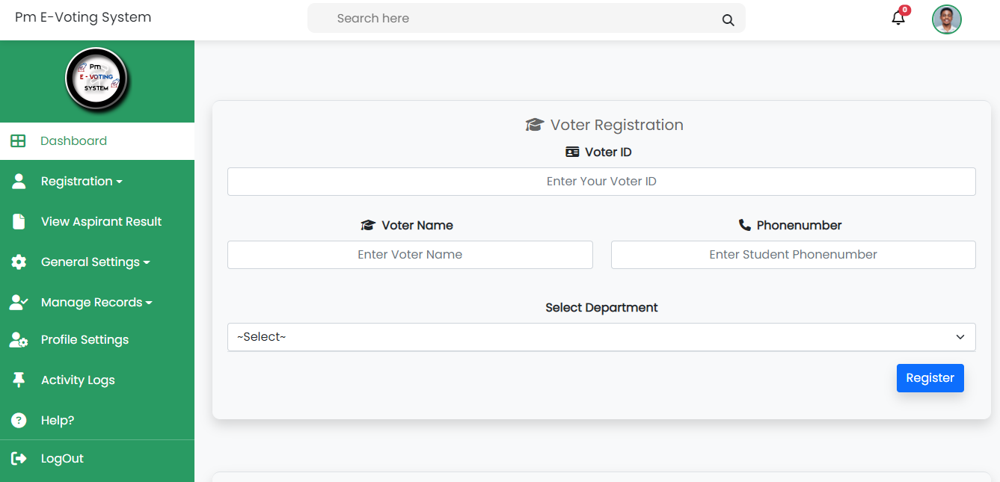 Pm E-Voting System
Search here
0
Pm
E - VOTING
SYSTEM
Dashboard
Registration
View Aspirant Result
General Settings
Manage Records
Profile Settings
Activity Logs
Help?
LogOut
Voter Registration
Voter ID
Enter Your Voter ID
Voter Name
Enter Voter Name
Phonenumber
Enter Student Phonenumber
Select Department
~Select~
Register